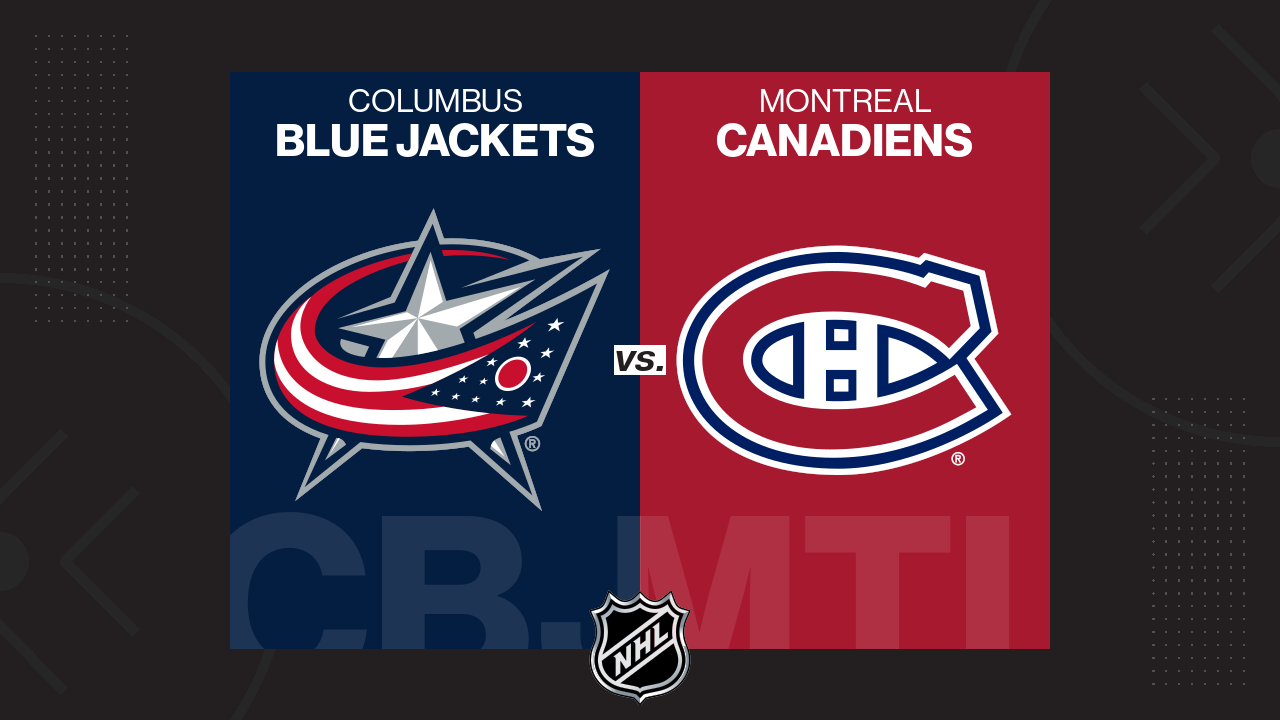 COLUMBUS
BLUE JACKETS
MONTREAL
CANADIENS
vs.
®
®
CBJ
MTL
NHL